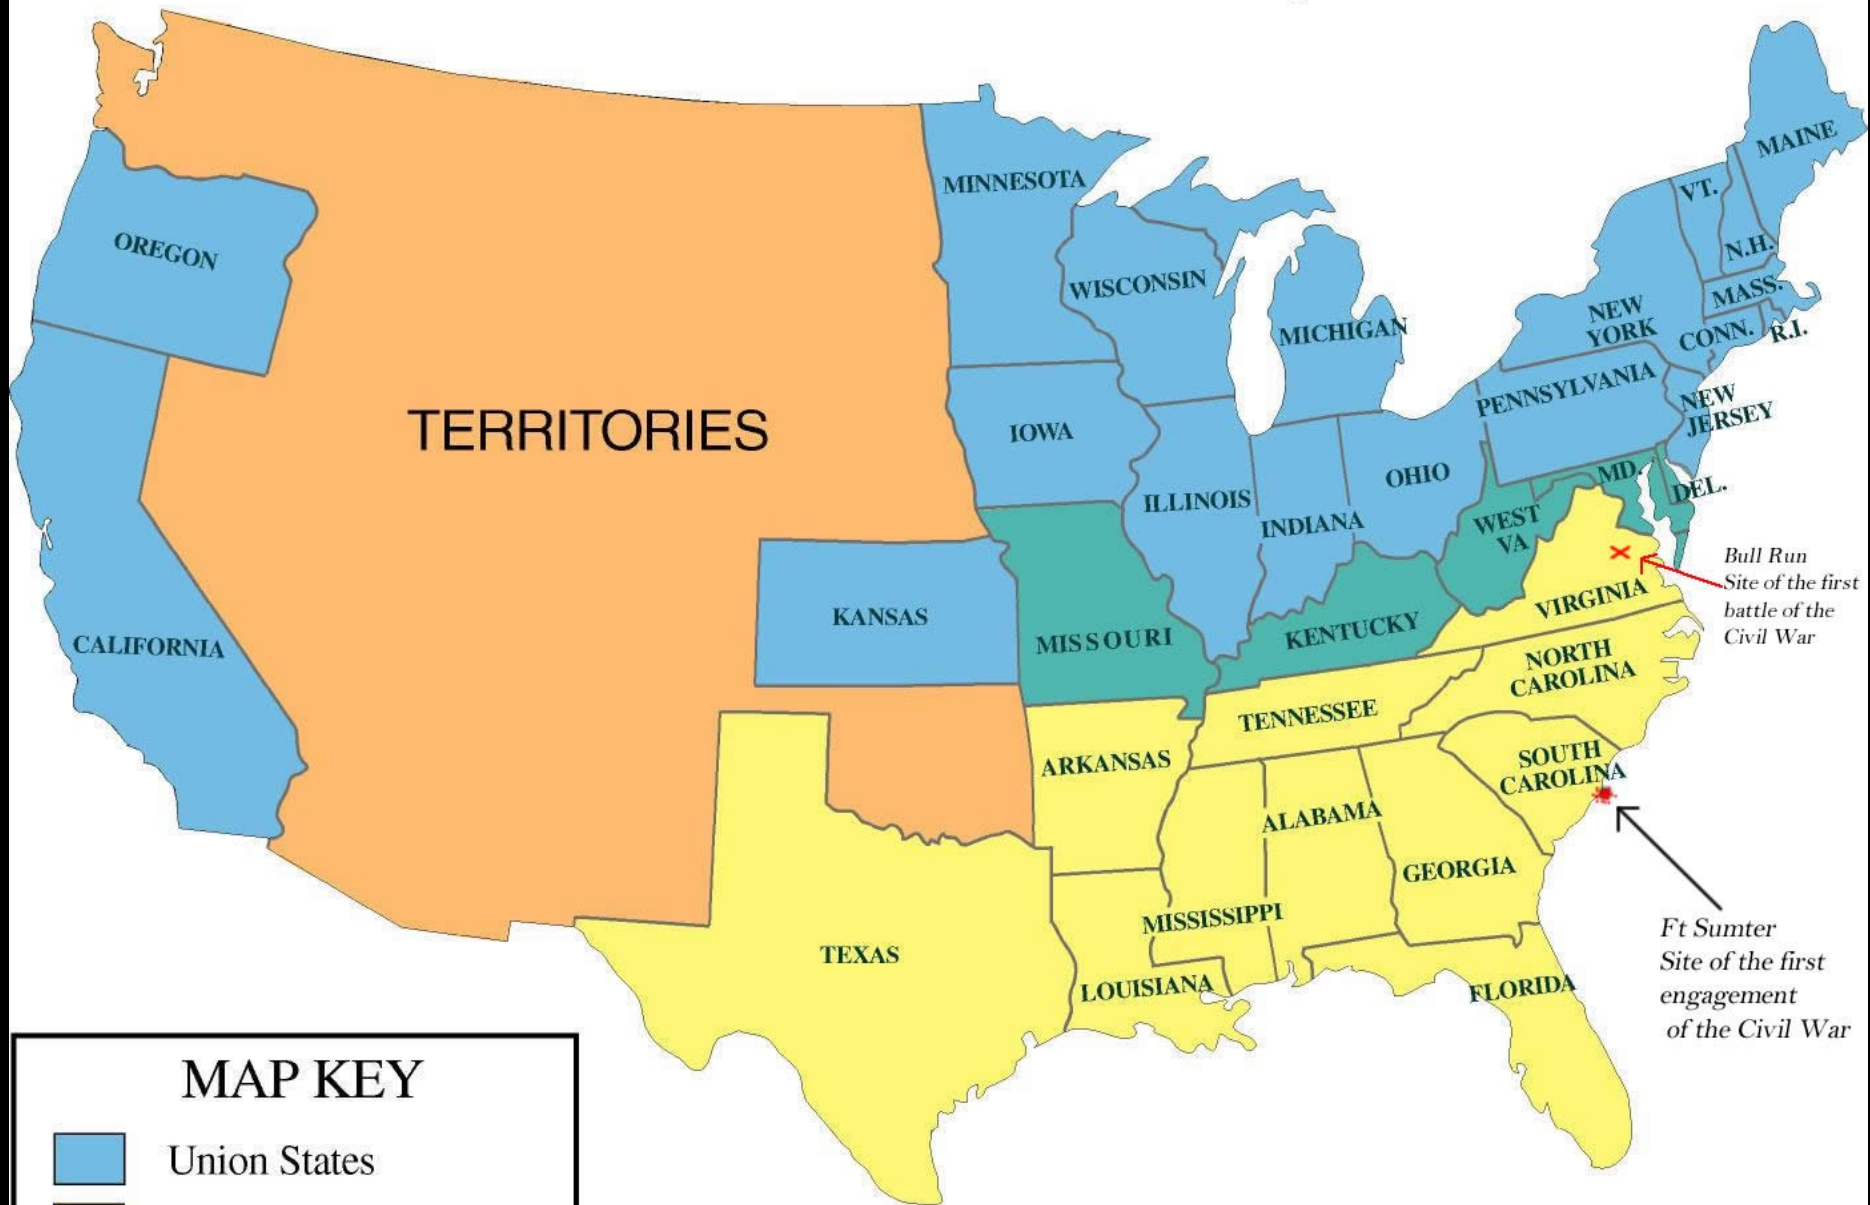 MAINE
VT.
MINNESOTA
N.H.
OREGON
WISCONSIN
MASS.
NEW
YORK
MICHIGAN
CONN.
R.I.
PENNSYLVANIA
NEW
JERSEY
TERRITORIES
IOWA
OHIO
MD.
DEL.
ILLINOIS
INDIANA
WEST
VA
Bull Run
Site of the first
battle of the
Civil War
VIRGINIA
KANSAS
CALIFORNIA
MISSOURI
KENTUCKY
NORTH
CAROLINA
TENNESSEE
ARKANSAS
SOUTH
CAROLINA
ALABAMA
GEORGIA
MISSISSIPPI
TEXAS
LOUISIANA
FLORIDA
Ft Sumter
Site of the first
engagement
of the Civil War
MAP KEY
Union States